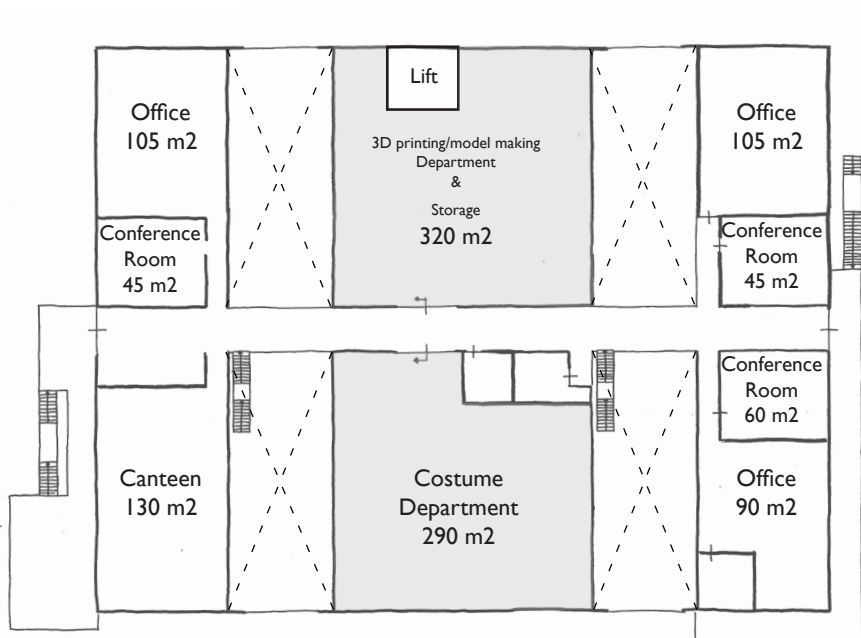 Lift
Office
105 m2
3D printing/model making
Department
&
Storage
320 m2
Office
105 m2
Conference
Room
45 m2
Conference
Room
45 m2
Conference
Room
60 m2
Canteen
130 m2
Costume
Department
290 m2
Office
90 m2